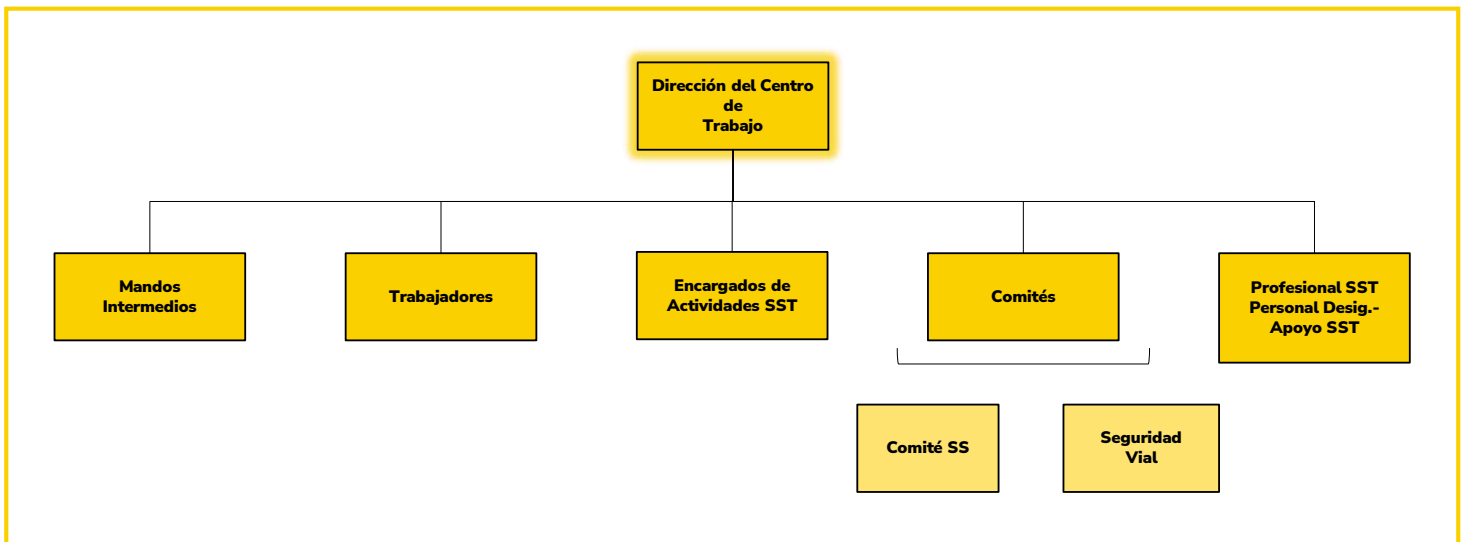 Dirección del Centro
de
Trabajo
Mandos
Intermedios
Trabajadores
Encargados de
Actividades SST
Comités
Profesional SST
Personal Desig.-
Apoyo SST
Comité SS
Seguridad
Vial